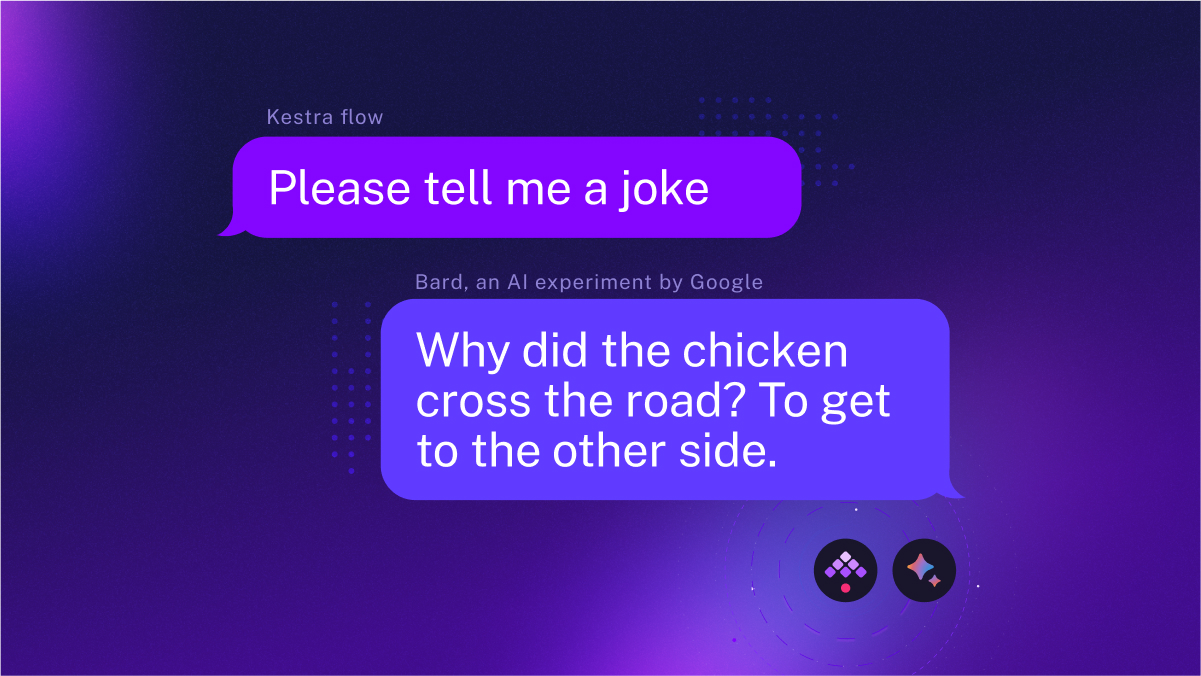 Kestra flow
Please tell me a joke
Bard, an AI experiment by Google
Why did the chicken
cross the road? To get
to the other side.